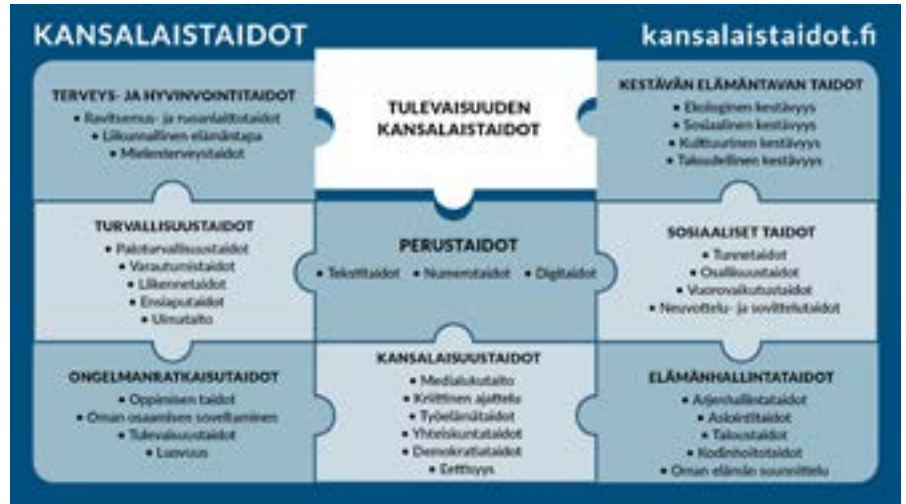 KANSALAISTAIDOT
kansalaistaidot.fi
TERVEYS- JA HYVINVOINTITAIDOT
• Ravitsemus- ja ruoanlaittotaidot
• Liikunnallinen elämäntapa
• Mielenterveystaidot
TULEVAISUUDEN
KANSALAISTAIDOT
KESTÄVÄN ELÄMÄNTAVAN TAIDOT
• Ekologinen kestävyys
• Sosiaalinen kestävyys
• Kulttuurinen kestävyys
• Taloudellinen kestävyys
TURVALLISUUSTAIDOT
• Paloturvallisuustaidot
• Varautumistaidot
• Liikennetaidot
• Ensiaputaidot
• Uimataito
PERUSTAIDOT
• Tekstitaidot • Numerotaidot • Digitaidot
SOSIAALISET TAIDOT
• Tunnetaidot
• Osallisuustaidot
• Vuorovaikutustaidot
• Neuvottelu- ja sovittelutaidot
ONGELMANRATKAISUTAIDOT
• Oppimisen taidot
• Oman osaamisen soveltaminen
• Tulevaisuustaidot
• Luovuus
KANSALAISUUSTAIDOT
• Medialukutaito
• Kriittinen ajattelu
• Työelämätaidot
• Yhteiskuntataidot
• Demokratiataidot
• Eettisyys
ELÄMÄNHALLINTATAIDOT
• Arjenhallintataidot
• Asiointitaidot
• Taloustaidot
• Kodinhoitotaidot
• Oman elämän suunnittelu